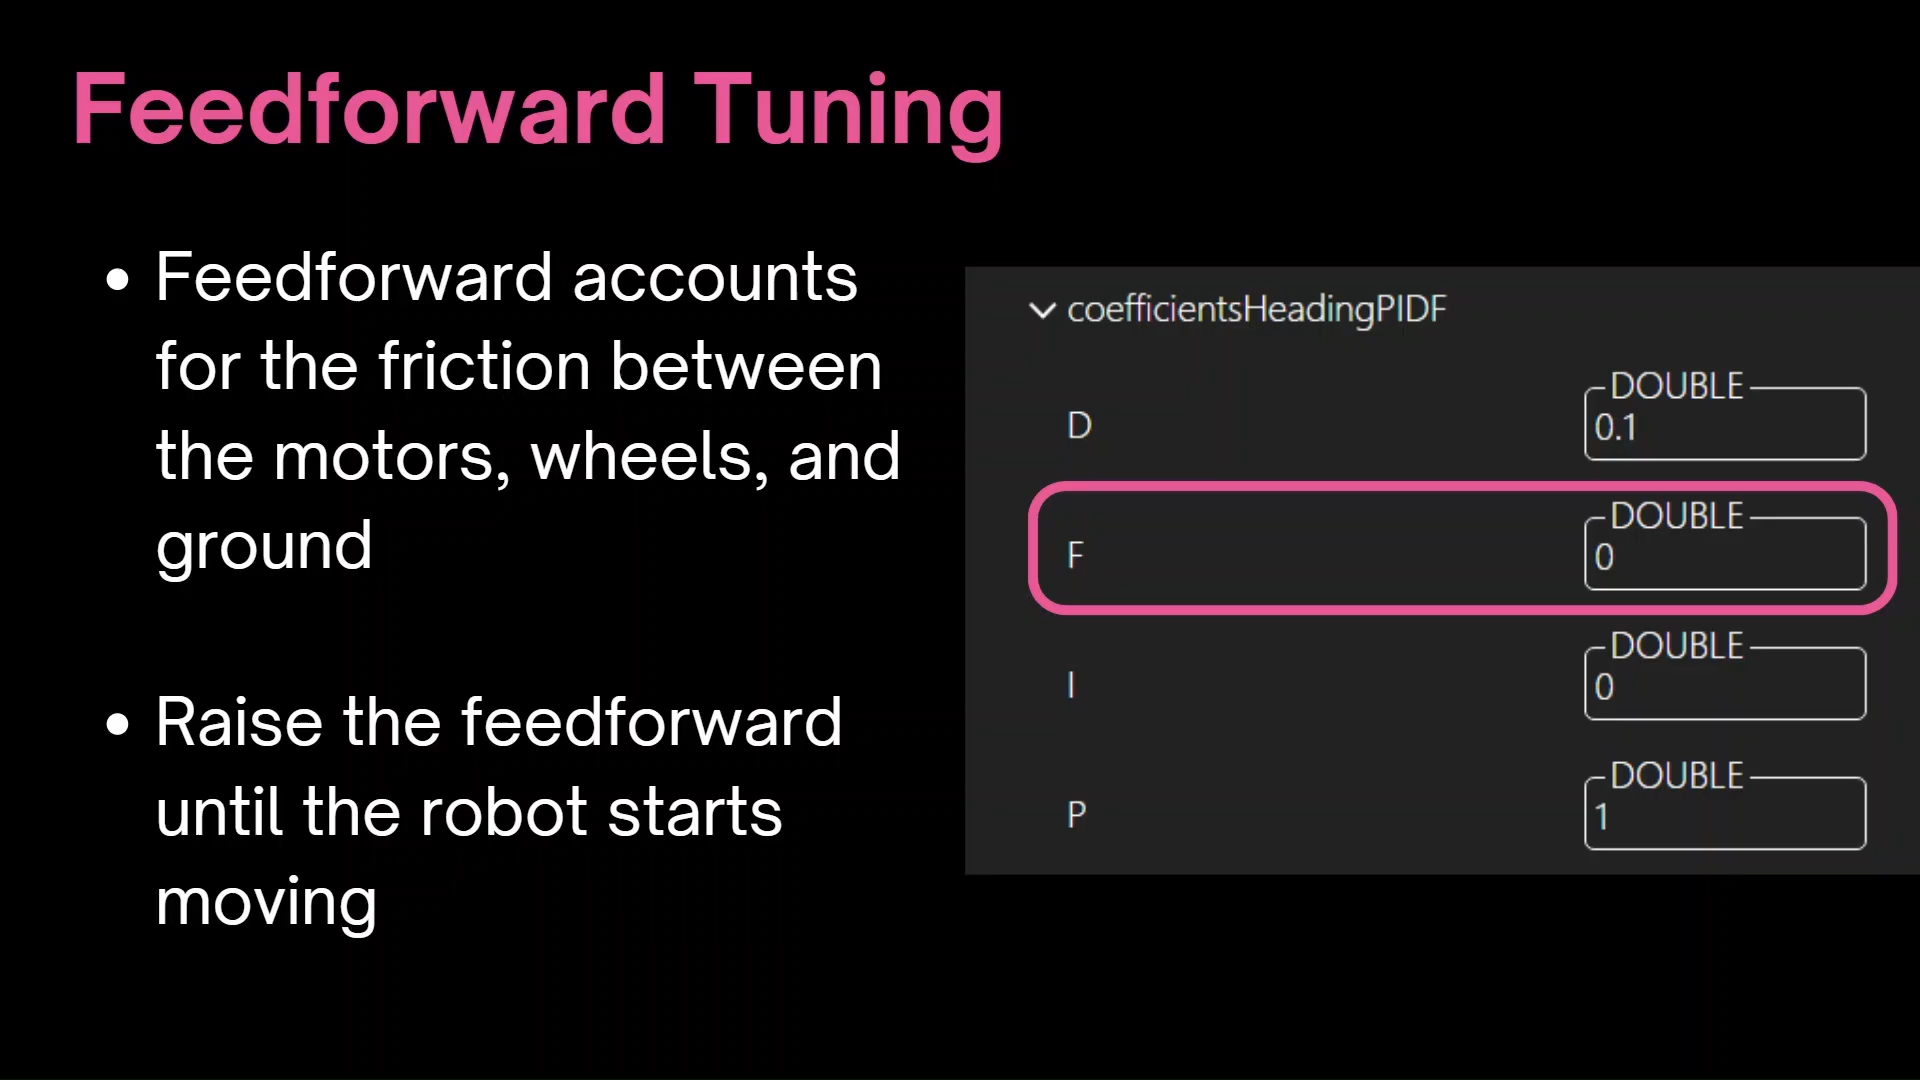 Feedforward Tuning
• Feedforward accounts
for the friction between
the motors, wheels, and
ground
• Raise the feedforward
until the robot starts
moving
coefficientsHeadingPIDF
DOUBLE
D 0.1
DOUBLE
F 0
DOUBLE
I 0
DOUBLE
P 1